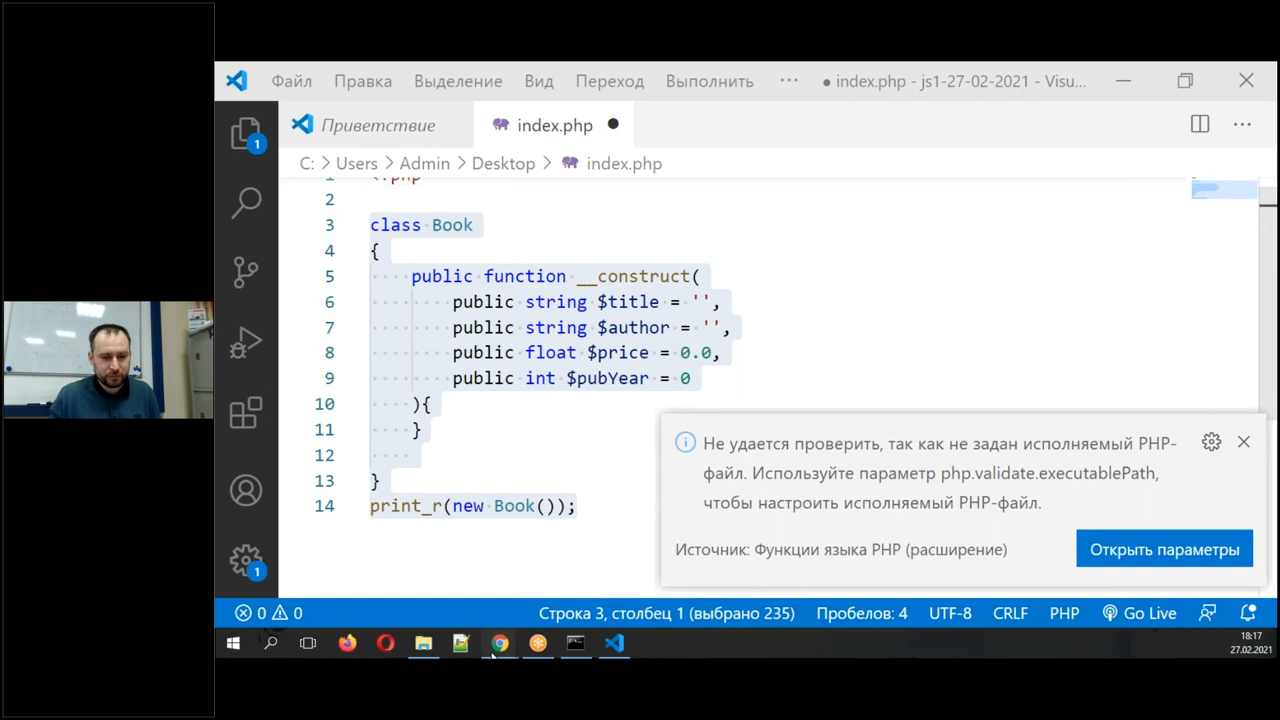 Файл Правка Выделение Вид Переход Выполнить ··· ● index.php - js1-27-02-2021 - Visu...
Приветствие index.php ●
C: > Users > Admin > Desktop > index.php
1 <?php
2
3 class Book
4 {
5 public function __construct(
6 public string $title = '',
7 public string $author = '',
8 public float $price = 0.0,
9 public int $pubYear = 0
10 ){
11 }
12
13 }
14 print_r(new Book());
1
1
Не удается проверить, так как не задан исполняемый PHP-
файл. Используйте параметр php.validate.executablePath,
чтобы настроить исполняемый PHP-файл.
Источник: Функции языка PHP (расширение) Открыть параметры
0 0 Строка 3, столбец 1 (выбрано 235) Пробелов: 4 UTF-8 CRLF PHP Go Live
18:17
27.02.2021